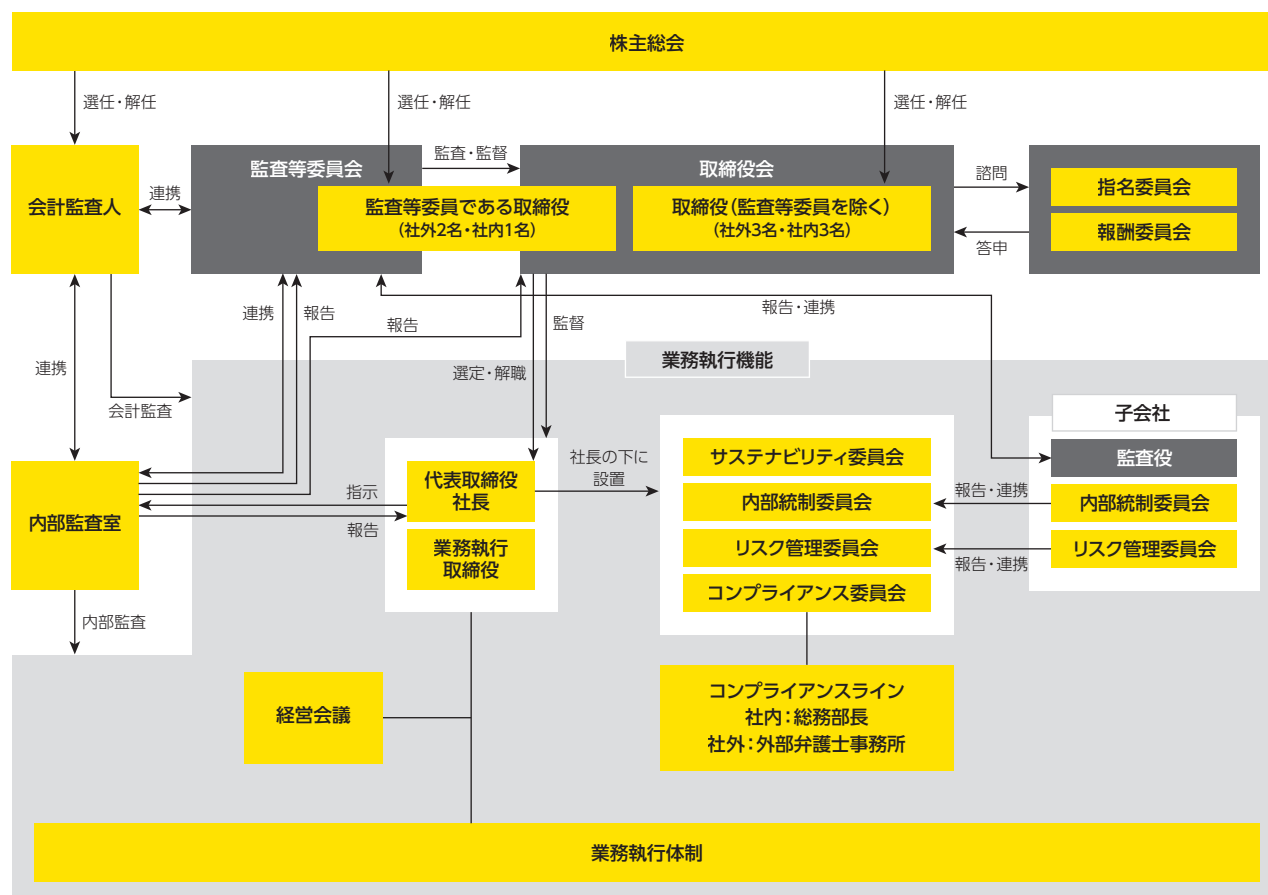 株主総会
選任・解任
選任・解任
選任・解任
監査等委員会
監査・監督
取締役会
諮問
指名委員会
会計監査人
連携
監査等委員である取締役
（社外2名・社内1名）
取締役（監査等委員を除く）
（社外3名・社内3名）
報酬委員会
答申
連携
報告
報告
監督
報告・連携
連携
選定・解職
業務執行機能
会計監査
子会社
社長の下に
設置
サステナビリティ委員会
監査役
代表取締役
社長
指示
報告・連携
内部統制委員会
内部統制委員会
内部監査室
報告
業務執行
取締役
リスク管理委員会
リスク管理委員会
報告・連携
コンプライアンス委員会
内部監査
経営会議
コンプライアンスライン
社内：総務部長
社外：外部弁護士事務所
業務執行体制